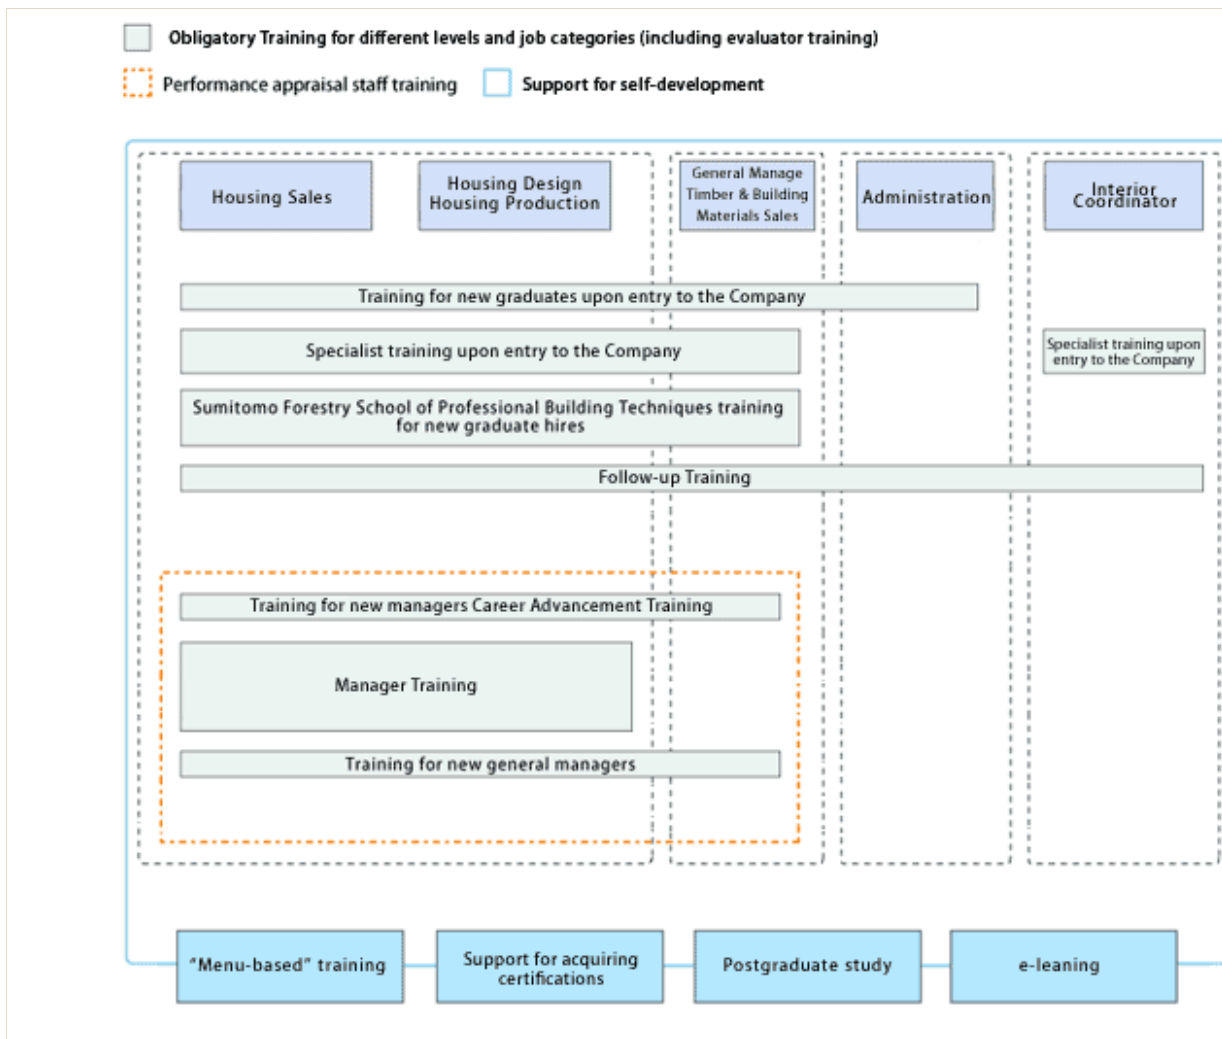 Obligatory Training for different levels and job categories (including evaluator training)
Performance appraisal staff training
Support for self-development
Housing Sales
Housing Design
Housing Production
General Manage
Timber & Building
Materials Sales
Administration
Interior
Coordinator
Training for new graduates upon entry to the Company
Specialist training upon entry to the Company
Specialist training upon
entry to the Company
Sumitomo Forestry School of Professional Building Techniques training
for new graduate hires
Follow-up Training
Training for new managers Career Advancement Training
Manager Training
Training for new general managers
“Menu-based” training
Support for acquiring
certifications
Postgraduate study
e-leaning